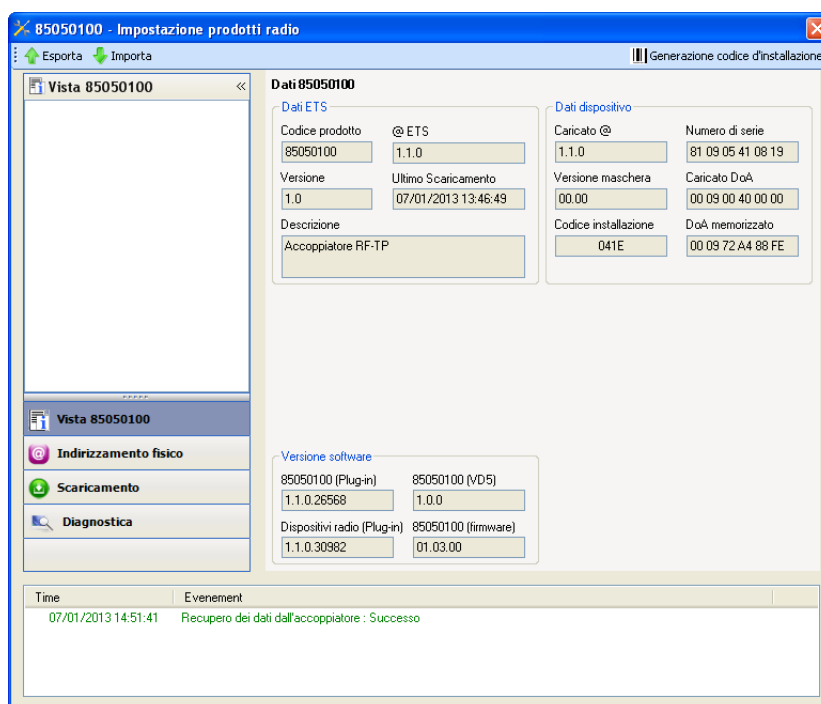 85050100 - Impostazione prodotti radio
Esporta Importa Generazione codice d'installazione
Vista 85050100 «
Dati 85050100
Dati ETS
Codice prodotto @ ETS
85050100 1.1.0
Versione Ultimo Scaricamento
1.0 07/01/2013 13:46:49
Descrizione
Accoppiatore RF-TP
Dati dispositivo
Caricato @ Numero di serie
1.1.0 81 09 05 41 08 19
Versione maschera Caricato DoA
00.00 00 09 00 40 00 00
Codice installazione DoA memorizzato
041E 00 09 72 A4 88 FE
Vista 85050100
Indirizzamento fisico
Scaricamento
Diagnostica
Versione software
85050100 (Plug-in) 85050100 (VD5)
1.1.0.26568 1.0.0
Dispositivi radio (Plug-in) 85050100 (firmware)
1.1.0.30982 01.03.00
Time Evenement
07/01/2013 14:51:41 Recupero dei dati dall'accoppiatore : Successo